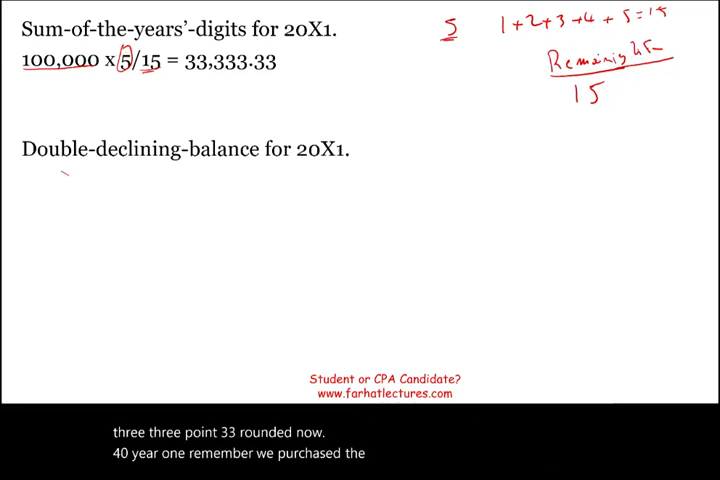 Sum-of-the-years'-digits for 20X1.
5 1+2+3+4+5=15
100,000 x 5/15 = 33,333.33
Remaining life
15
Double-declining-balance for 20X1.
Student or CPA Candidate?
www.farhatlectures.com
three three point 33 rounded now.
40 year one remember we purchased the